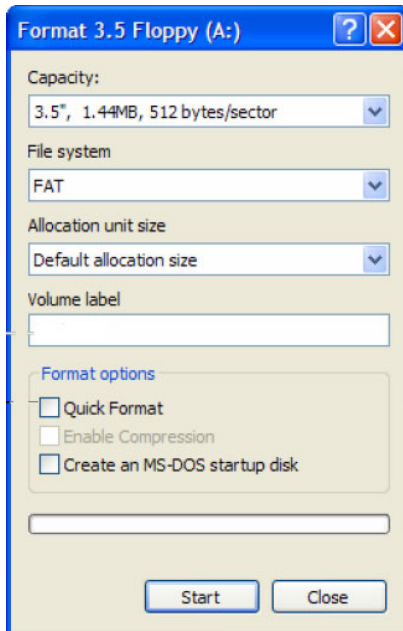 Format 3.5 Floppy (A:)
Capacity:
3.5", 1.44MB, 512 bytes/sector
File system
FAT
Allocation unit size
Default allocation size
Volume label
Format options
Quick Format
Enable Compression
Create an MS-DOS startup disk
Start Close